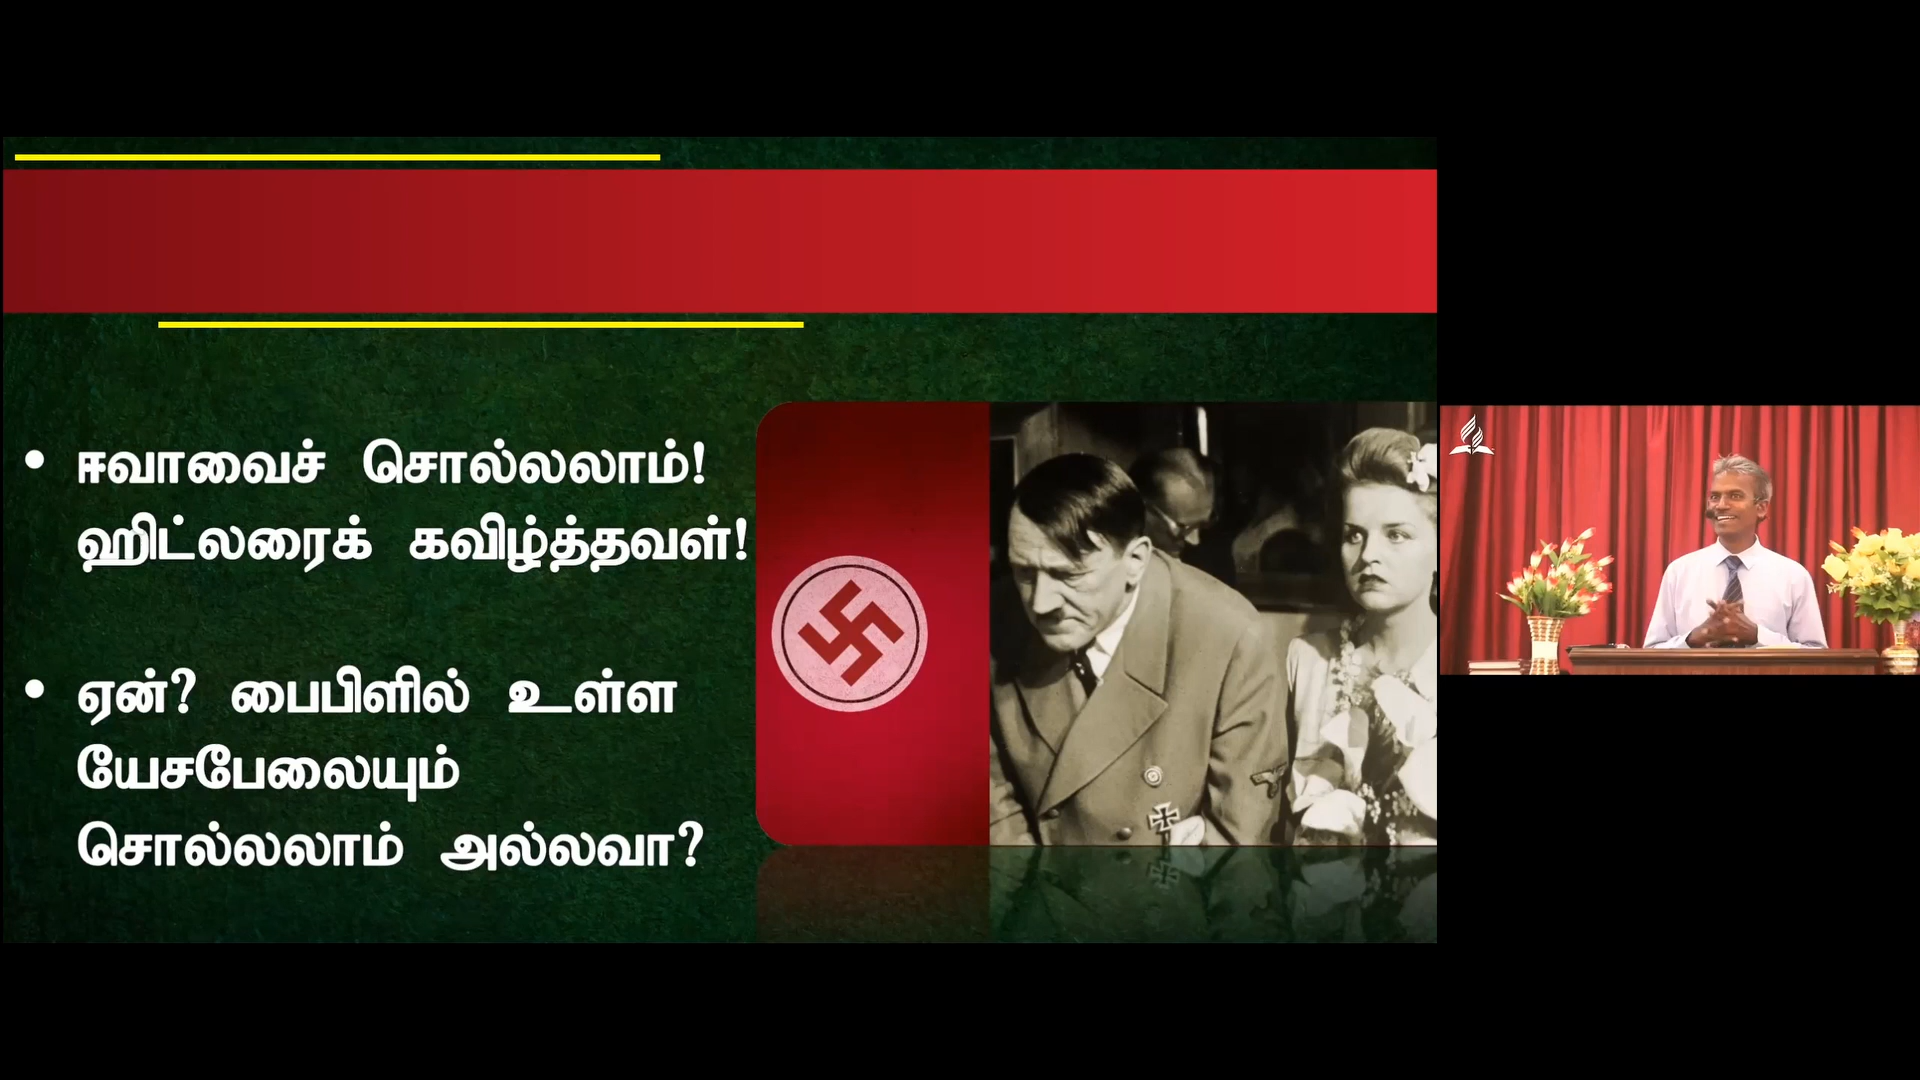 • ஈவாவைச் சொல்லலாம்!
ஹிட்லரைக் கவிழ்த்தவள்!
• ஏன்? பைபிளில் உள்ள
யேசபேலையும்
சொல்லலாம் அல்லவா?